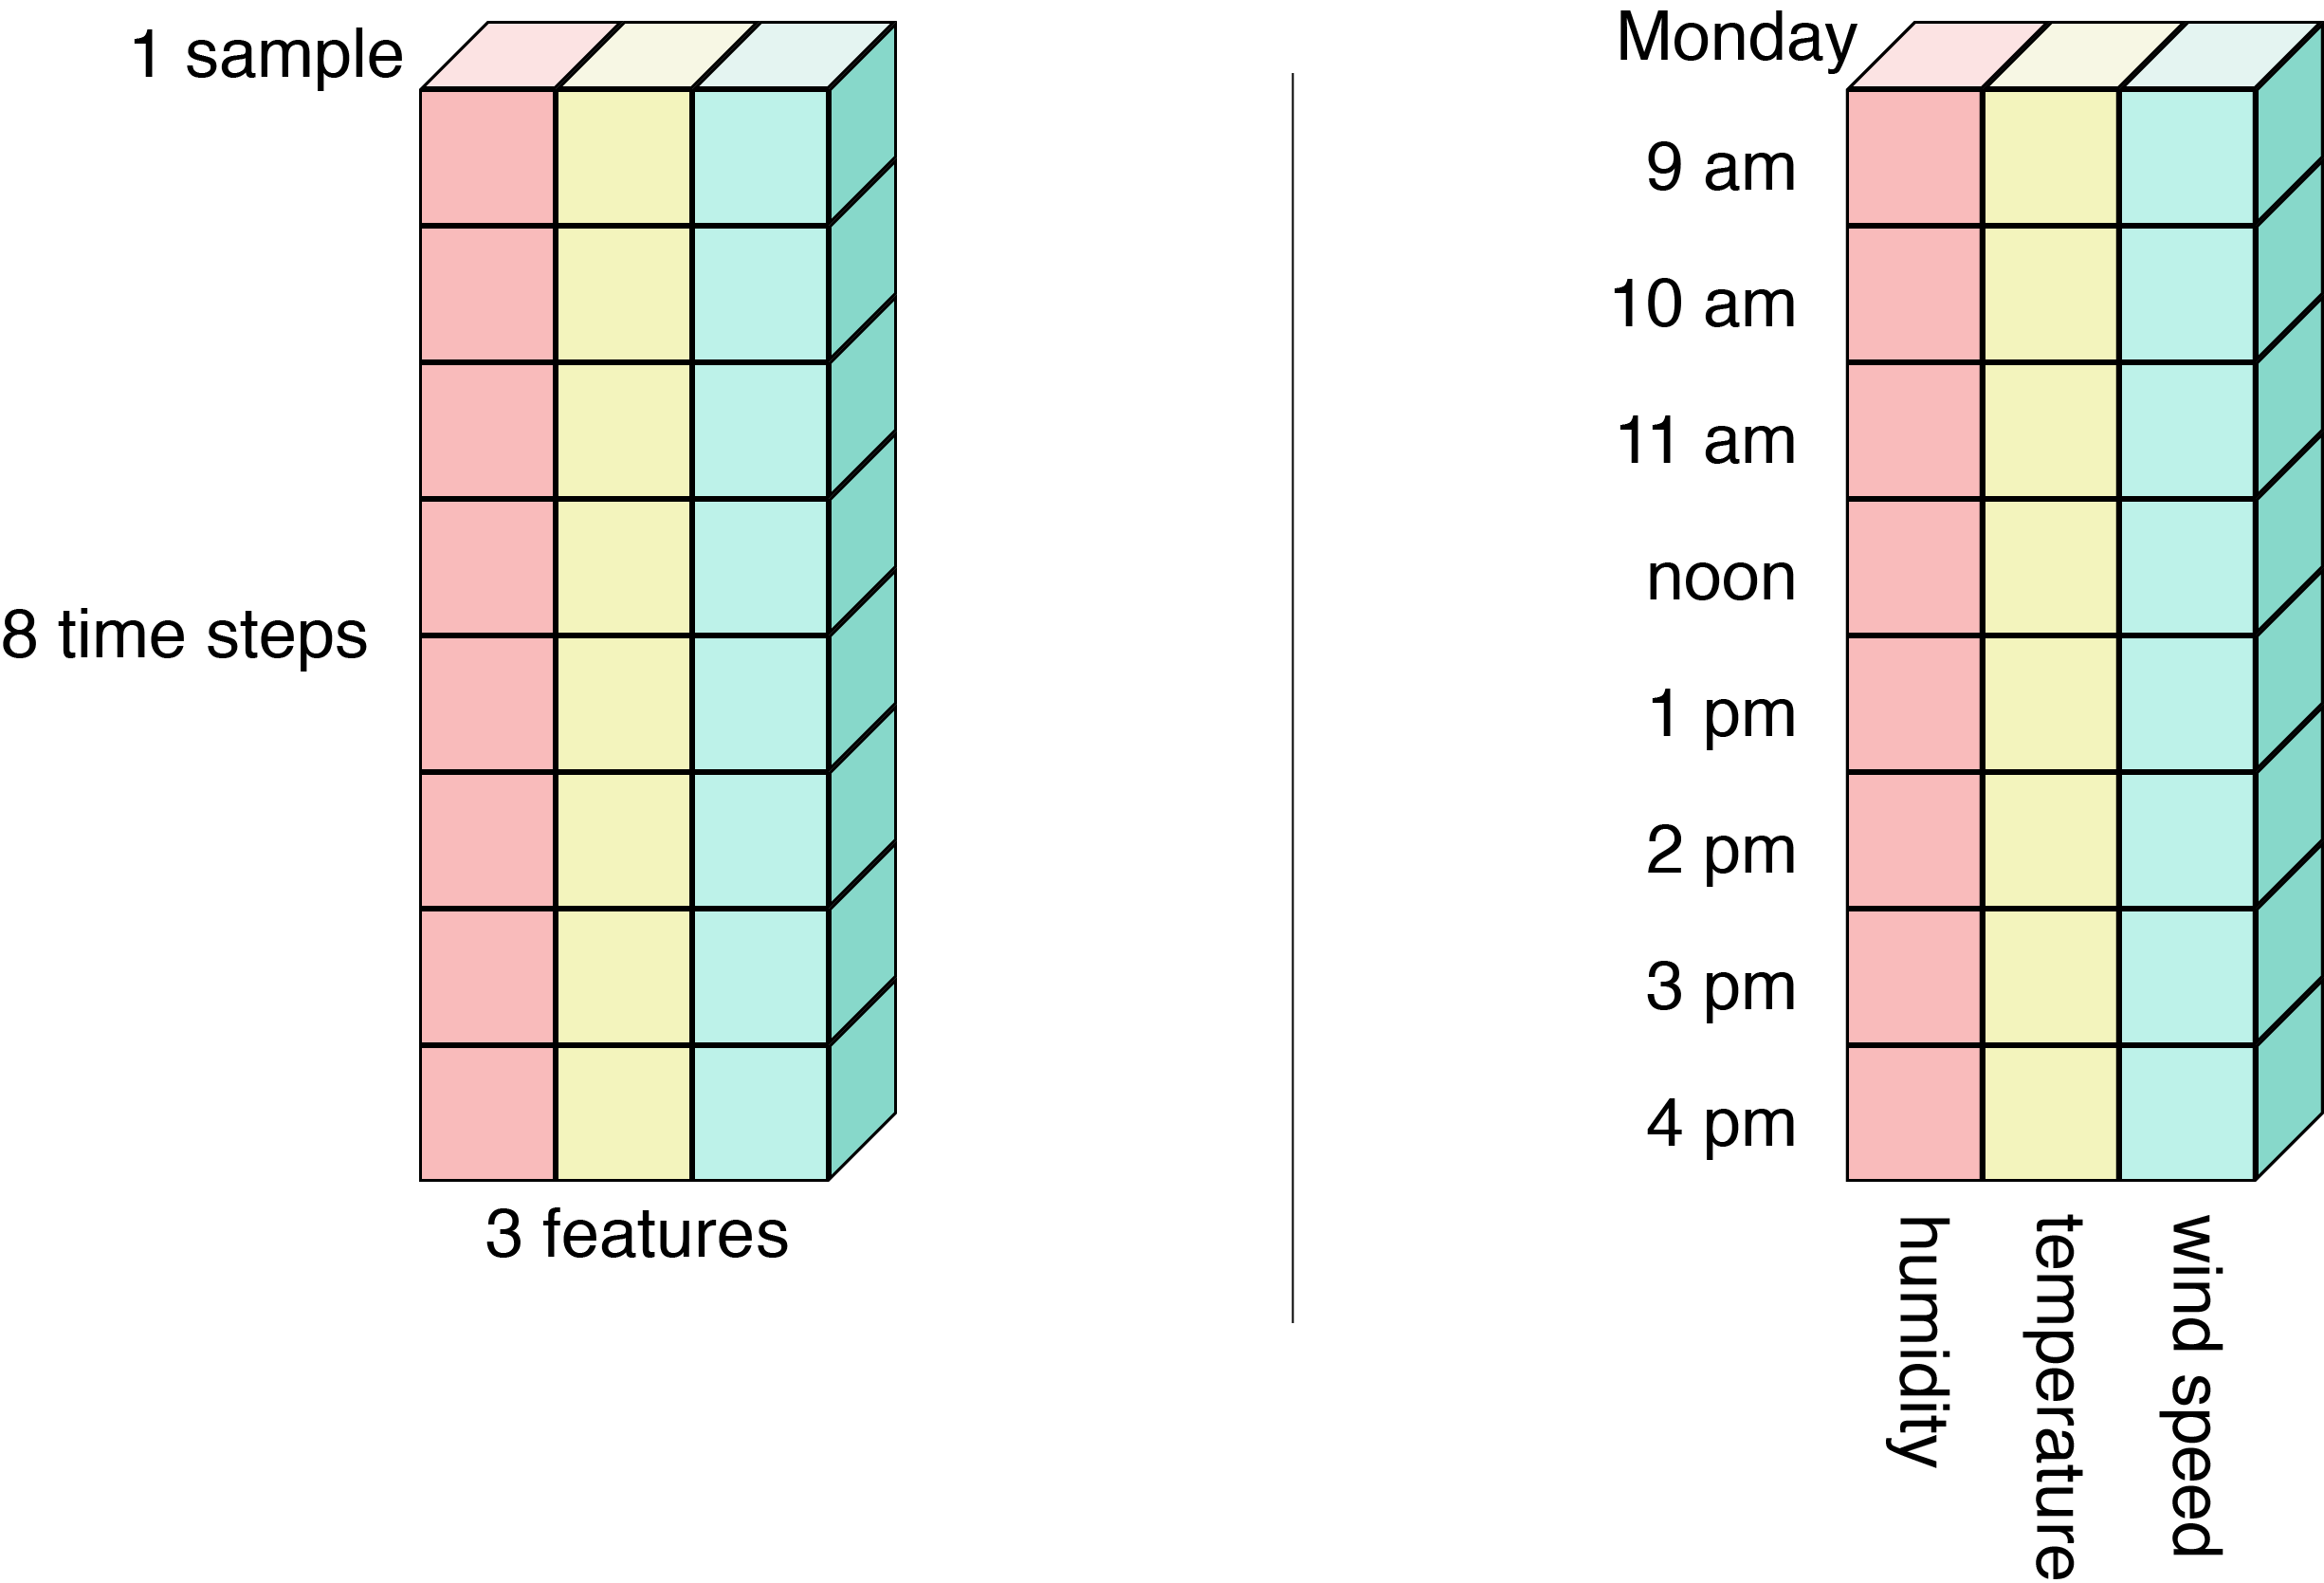 1 sample
8 time steps
3 features
Monday
9 am
10 am
11 am
noon
1 pm
2 pm
3 pm
4 pm
humidity
temperature
wind speed